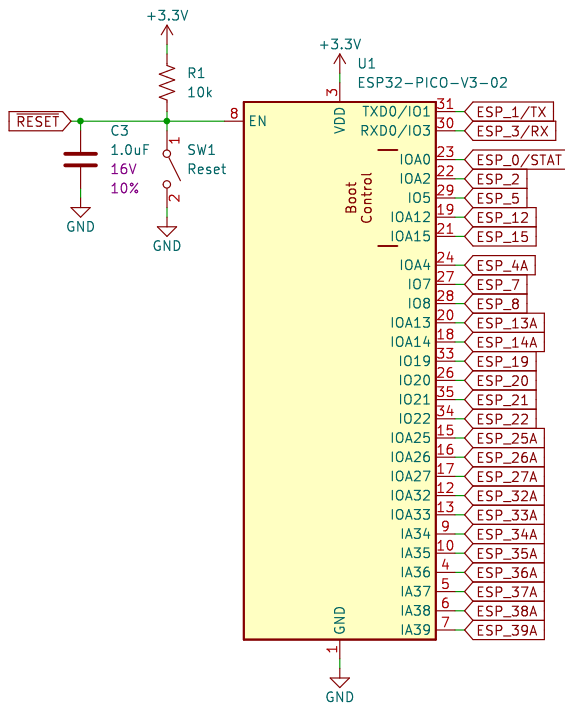 +3.3V
R1
10k
RESET
C3
1.0uF
16V
10%
GND
1
SW1
Reset
2
GND
+3.3V
U1
ESP32-PICO-V3-02
3
VDD
8
EN
TXD0/IO1
31
ESP_1/TX
RXD0/IO3
30
ESP_3/RX
Boot
Control
IOA0
23
ESP_0/STAT
IOA2
22
ESP_2
IO5
29
ESP_5
IOA12
19
ESP_12
IOA15
21
ESP_15
IOA4
24
ESP_4A
IO7
27
ESP_7
IO8
28
ESP_8
IOA13
20
ESP_13A
IOA14
18
ESP_14A
IO19
33
ESP_19
IO20
26
ESP_20
IO21
35
ESP_21
IO22
34
ESP_22
IOA25
15
ESP_25A
IOA26
16
ESP_26A
IOA27
17
ESP_27A
IOA32
12
ESP_32A
IOA33
13
ESP_33A
IA34
9
ESP_34A
IA35
10
ESP_35A
IA36
4
ESP_36A
IA37
5
ESP_37A
IA38
6
ESP_38A
IA39
7
ESP_39A
GND
1
GND